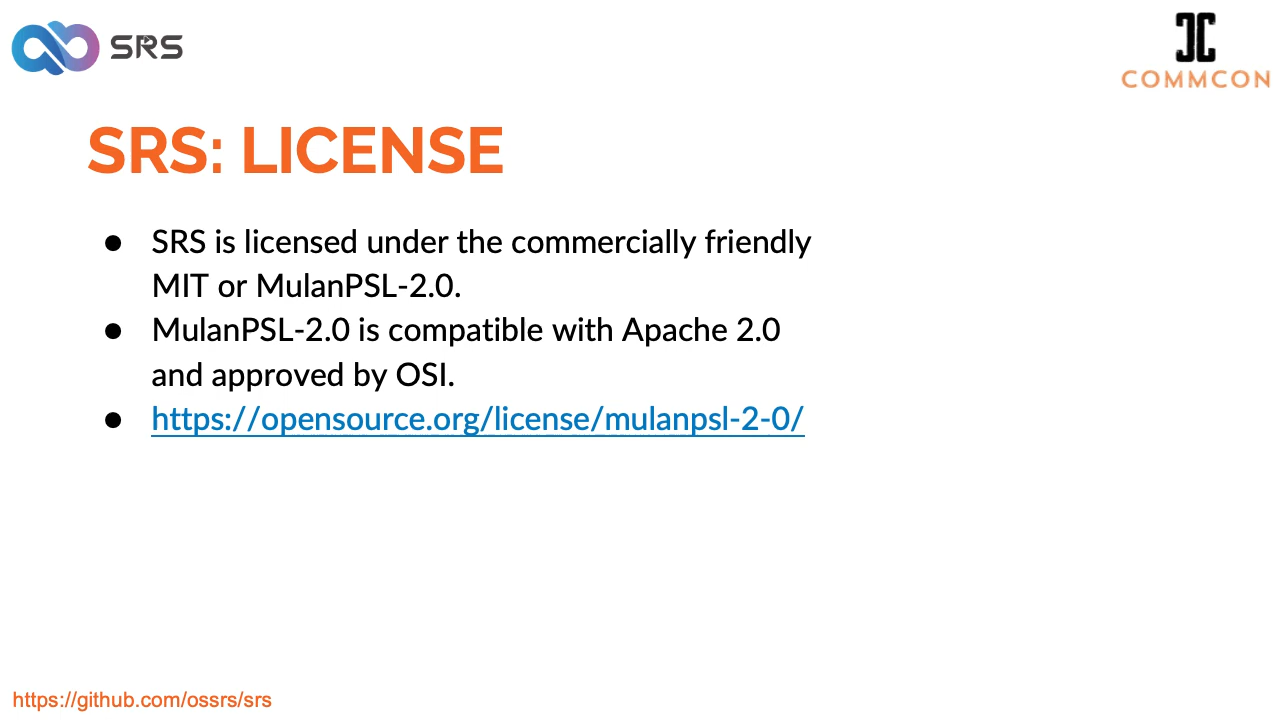 SRS
COMMCON
SRS: LICENSE
● SRS is licensed under the commercially friendly
MIT or MulanPSL-2.0.
● MulanPSL-2.0 is compatible with Apache 2.0
and approved by OSI.
● https://opensource.org/license/mulanpsl-2-0/
https://github.com/ossrs/srs